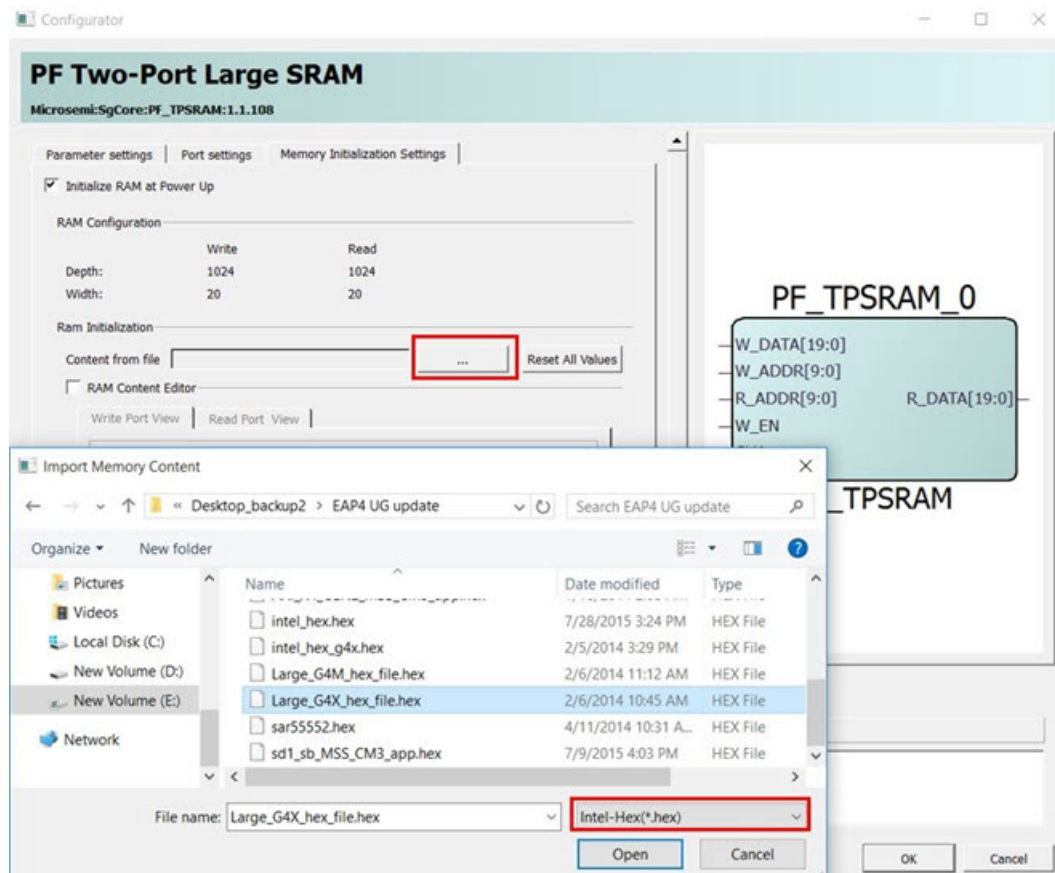 Configurator
PF Two-Port Large SRAM
Microsemi:SgCore:PF_TPSRAM:1.1.108
Parameter settings Port settings Memory Initialization Settings
Initialize RAM at Power Up
RAM Configuration
Write Read
Depth: 1024 1024
Width: 20 20
Ram Initialization
Content from file ... Reset All Values
RAM Content Editor
Write Port View Read Port View
PF_TPSRAM_0
W_DATA[19:0]
W_ADDR[9:0]
R_ADDR[9:0] R_DATA[19:0]
W_EN
_TPSRAM
Import Memory Content
« Desktop_backup2 > EAP4 UG update Search EAP4 UG update
Organize New folder
Name Date modified Type
Pictures
Videos
Local Disk (C:)
New Volume (D:)
New Volume (E:)
Network
intel_hex.hex 7/28/2015 3:24 PM HEX File
intel_hex_g4x.hex 2/5/2014 3:29 PM HEX File
Large_G4M_hex_file.hex 2/6/2014 11:12 AM HEX File
Large_G4X_hex_file.hex 2/6/2014 10:45 AM HEX File
sar55552.hex 4/11/2014 10:31 A... HEX File
sd1_sb_MSS_CM3_app.hex 7/9/2015 4:03 PM HEX File
File name: Large_G4X_hex_file.hex Intel-Hex(*.hex)
Open Cancel
OK Cancel